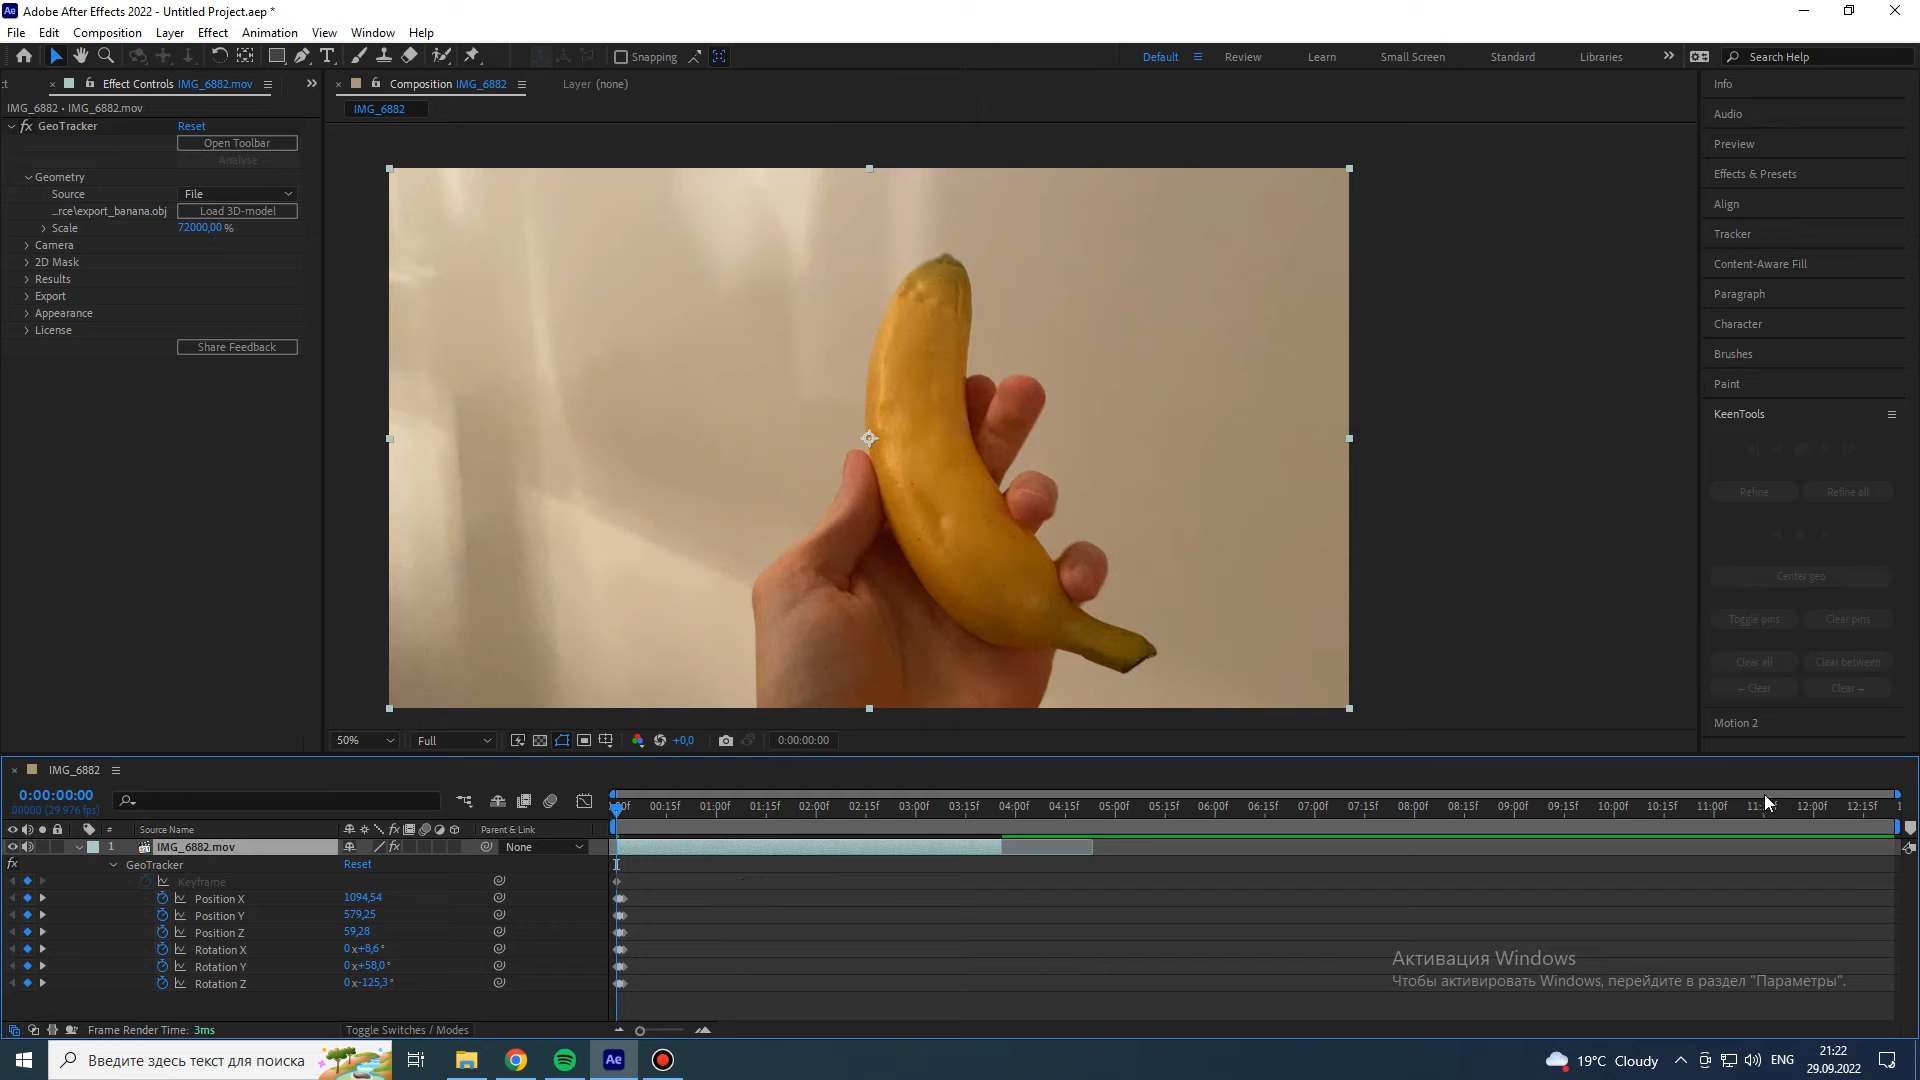 Adobe After Effects 2022 - Untitled Project.aep *
File Edit Composition Layer Effect Animation View Window Help
Snapping
Default Review Learn Small Screen Standard Libraries Search Help
Effect Controls IMG_6882.mov
Composition IMG_6882
Layer (none)
IMG_6882 • IMG_6882.mov
IMG_6882
fx GeoTracker Reset
Open Toolbar
Analyse
Geometry
Source File
...rce\export_banana.obj Load 3D-model
Scale 72000,00 %
Camera
2D Mask
Results
Export
Appearance
License
Share Feedback
Info
Audio
Preview
Effects & Presets
Align
Tracker
Content-Aware Fill
Paragraph
Character
Brushes
Paint
KeenTools
Refine Refine all
Center geo
Toggle pins Clear pins
Clear all Clear between
←Clear Clear→
Motion 2
50% Full +0,0 0:00:00:00
IMG_6882
0:00:00:00
00000 (29.976 fps)
00f 00:15f 01:00f 01:15f 02:00f 02:15f 03:00f 03:15f 04:00f 04:15f 05:00f 05:15f 06:00f 06:15f 07:00f 07:15f 08:00f 08:15f 09:00f 09:15f 10:00f 10:15f 11:00f 12:00f 12:15f
# Source Name fx Parent & Link
1 IMG_6882.mov fx None
fx GeoTracker Reset
Keyframe
Position X 1094,54
Position Y 579,25
Position Z 59,28
Rotation X 0x+8,6°
Rotation Y 0x+58,0°
Rotation Z 0x-125,3°
Активация Windows
Чтобы активировать Windows, перейдите в раздел "Параметры".
Frame Render Time: 3ms Toggle Switches / Modes
Введите здесь текст для поиска
Ae
19°C Cloudy
ENG
21:22
29.09.2022